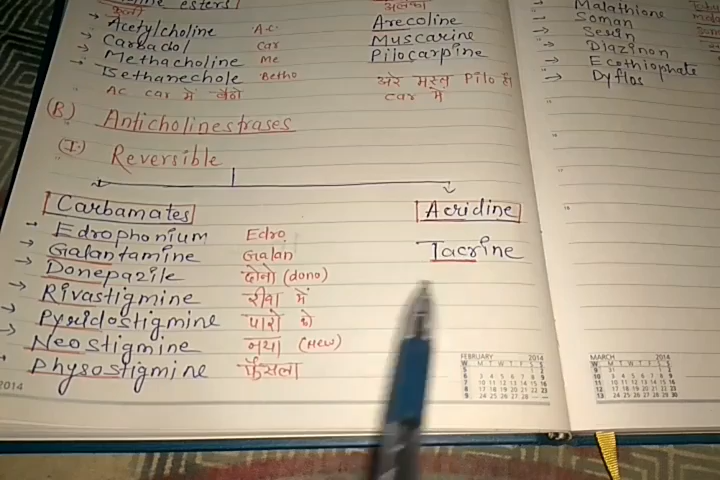 esters
Acetylcholine A.C.
Carbacol Car
Methacholine Me
Bethanechole Betho
AC car में बैठो
Arecoline
Muscarine
Pilocarpine
अरे मस्त Pilo है
car में
(B) Anticholinestrases
(I.) Reversible
Carbamates
→ Edrophonium Edro
→ Galantamine Galan
→ Donepazile दोनो (dono)
→ Rivastigmine रीवा में
→ Pyridostigmine पारो को
→ Neostigmine नया (New)
Physostigmine फैसला
Acridine
Tacrine
→ Malathione
→ Soman
→ Sevin
→ Diazinon
→ Ecothiophate
→ Dyflos
2014
FEBRUARY 2014
MARCH 2014